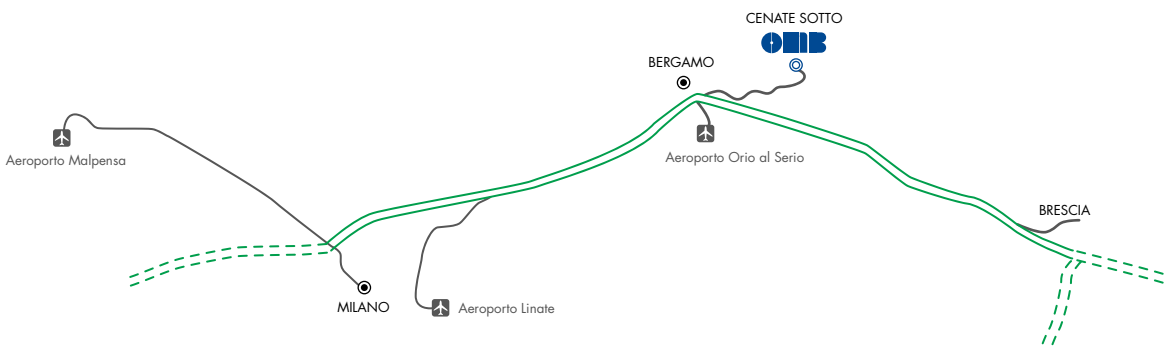 CENATE SOTTO
OMB
BERGAMO
Aeroporto Malpensa
Aeroporto Orio al Serio
BRESCIA
MILANO
Aeroporto Linate